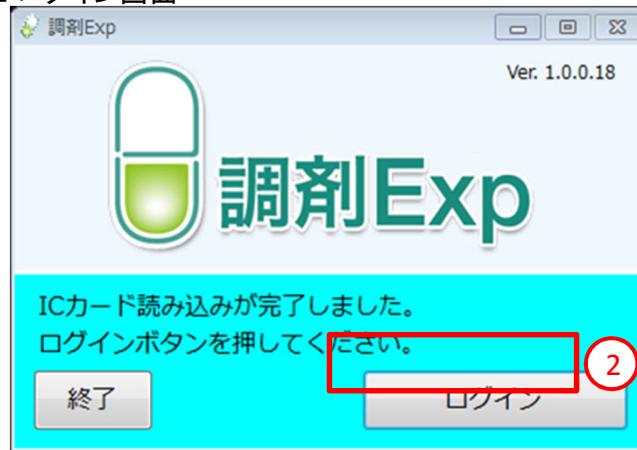 調剤Exp
Ver. 1.0.0.18
調剤Exp
ICカード読み込みが完了しました。
ログインボタンを押してください。
2
終了
ログイン